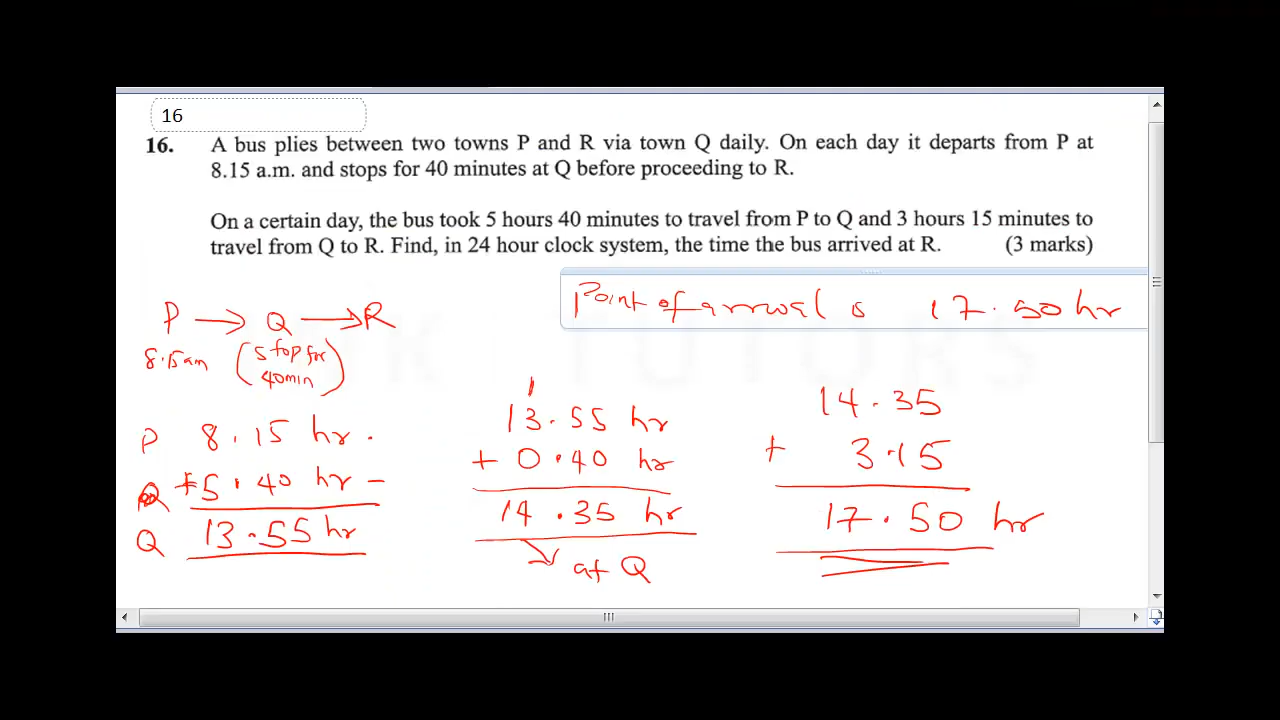 16
16. A bus plies between two towns P and R via town Q daily. On each day it departs from P at
8.15 a.m. and stops for 40 minutes at Q before proceeding to R.
On a certain day, the bus took 5 hours 40 minutes to travel from P to Q and 3 hours 15 minutes to
travel from Q to R. Find, in 24 hour clock system, the time the bus arrived at R. (3 marks)
Point of arrival is 17.50 hr
P → Q → R
8.15am (Stop for
40min)
P 8.15 hr.
+5.40 hr –
Q 13.55 hr
1
13.55 hr
+ 0.40 hr
14.35 hr
at Q
14.35
+ 3.15
17.50 hr
TUTORS